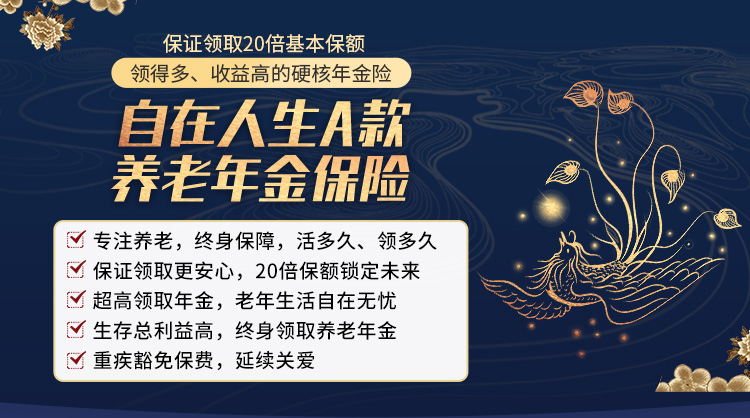 保证领取20倍基本保额
领得多、收益高的硬核年金险
自在人生A款
养老年金保险
专注养老，终身保障，活多久、领多久
保证领取更安心，20倍保额锁定未来
超高领取年金，老年生活自在无忧
生存总利益高，终身领取养老年金
重疾豁免保费，延续关爱